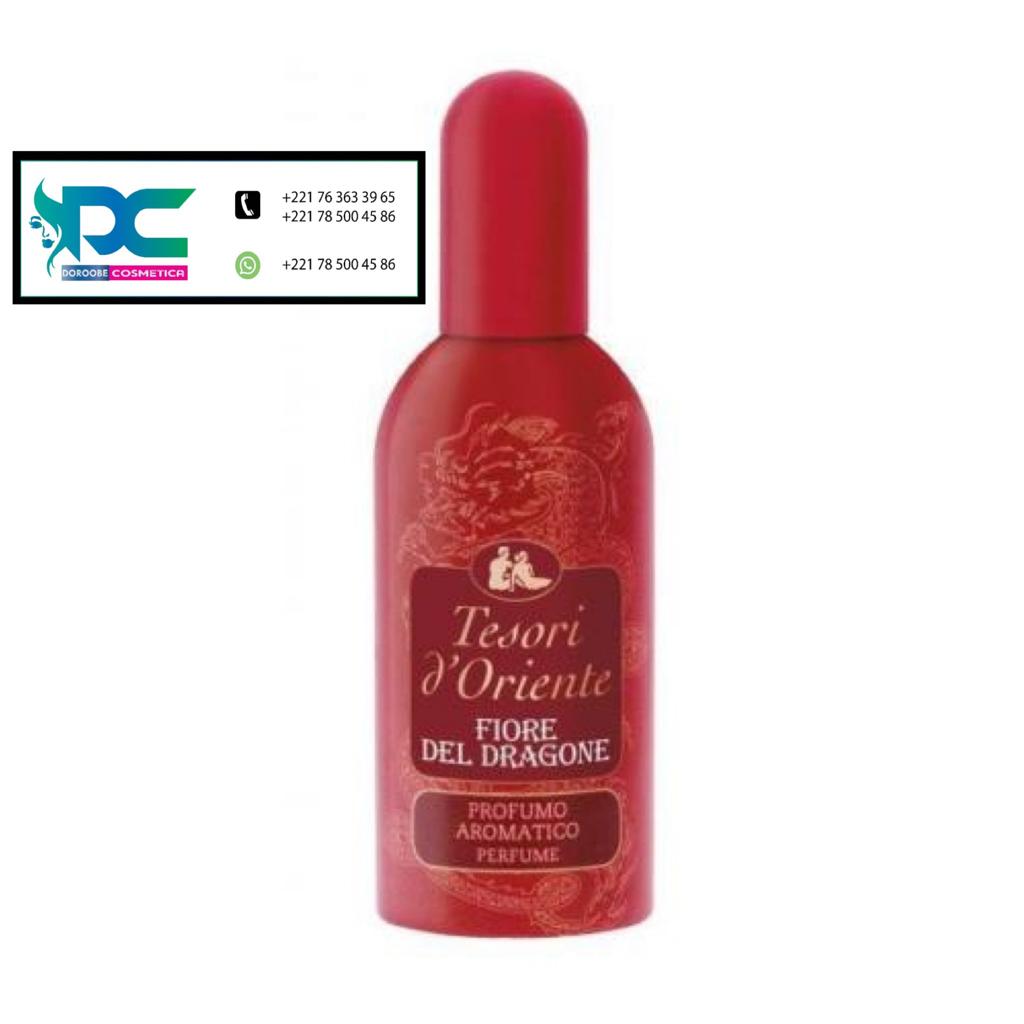 DC
DOROOBE COSMETICA
+221 76 363 39 65
+221 78 500 45 86
+221 78 500 45 86
Tesori
d'Oriente
FIORE
DEL DRAGONE
PROFUMO
AROMATICO
PERFUME